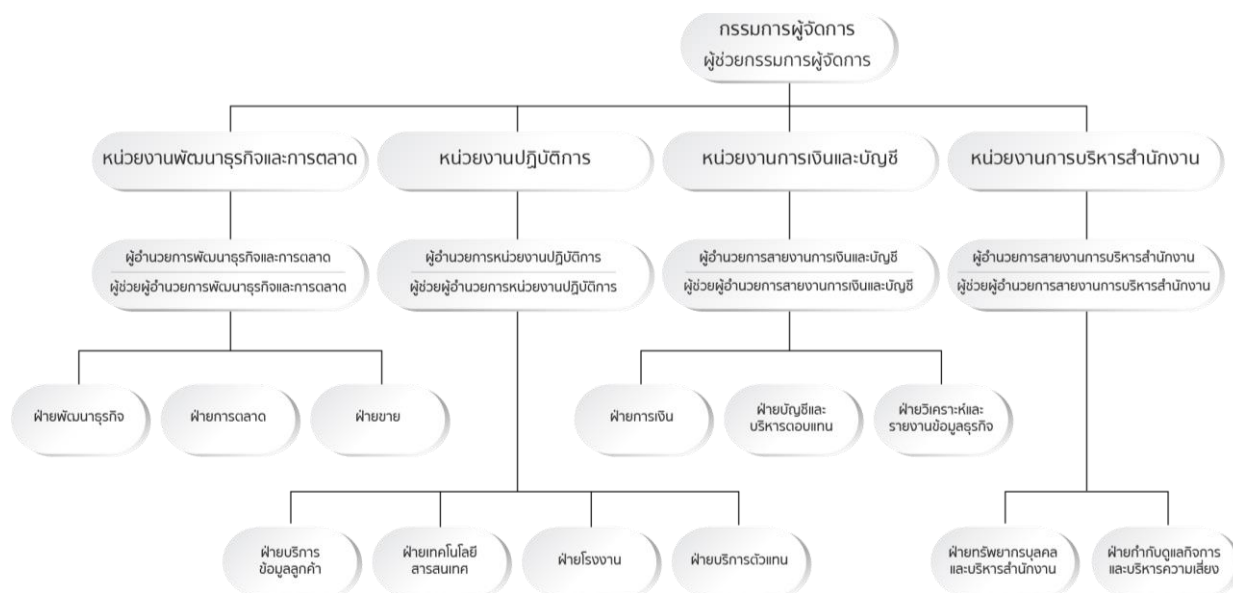 กรรมการผู้จัดการ
ผู้ช่วยกรรมการผู้จัดการ
หน่วยงานพัฒนาธุรกิจและการตลาด
หน่วยงานปฏิบัติการ
หน่วยงานการเงินและบัญชี
หน่วยงานการบริหารสำนักงาน
ผู้อำนวยการพัฒนาธุรกิจและการตลาด
ผู้ช่วยผู้อำนวยการพัฒนาธุรกิจและการตลาด
ผู้อำนวยการหน่วยงานปฏิบัติการ
ผู้ช่วยผู้อำนวยการหน่วยงานปฏิบัติการ
ผู้อำนวยการสายงานการเงินและบัญชี
ผู้ช่วยผู้อำนวยการสายงานการเงินและบัญชี
ผู้อำนวยการสายงานการบริหารสำนักงาน
ผู้ช่วยผู้อำนวยการสายงานการบริหารสำนักงาน
ฝ่ายพัฒนาธุรกิจ
ฝ่ายการตลาด
ฝ่ายขาย
ฝ่ายการเงิน
ฝ่ายบัญชีและ
บริหารตอบแทน
ฝ่ายวิเคราะห์และ
รายงานข้อมูลธุรกิจ
ฝ่ายบริการ
ข้อมูลลูกค้า
ฝ่ายเทคโนโลยี
สารสนเทศ
ฝ่ายโรงงาน
ฝ่ายบริการตัวแทน
ฝ่ายทรัพยากรบุคคล
และบริหารสำนักงาน
ฝ่ายกำกับดูแลกิจการ
และบริหารความเสี่ยง